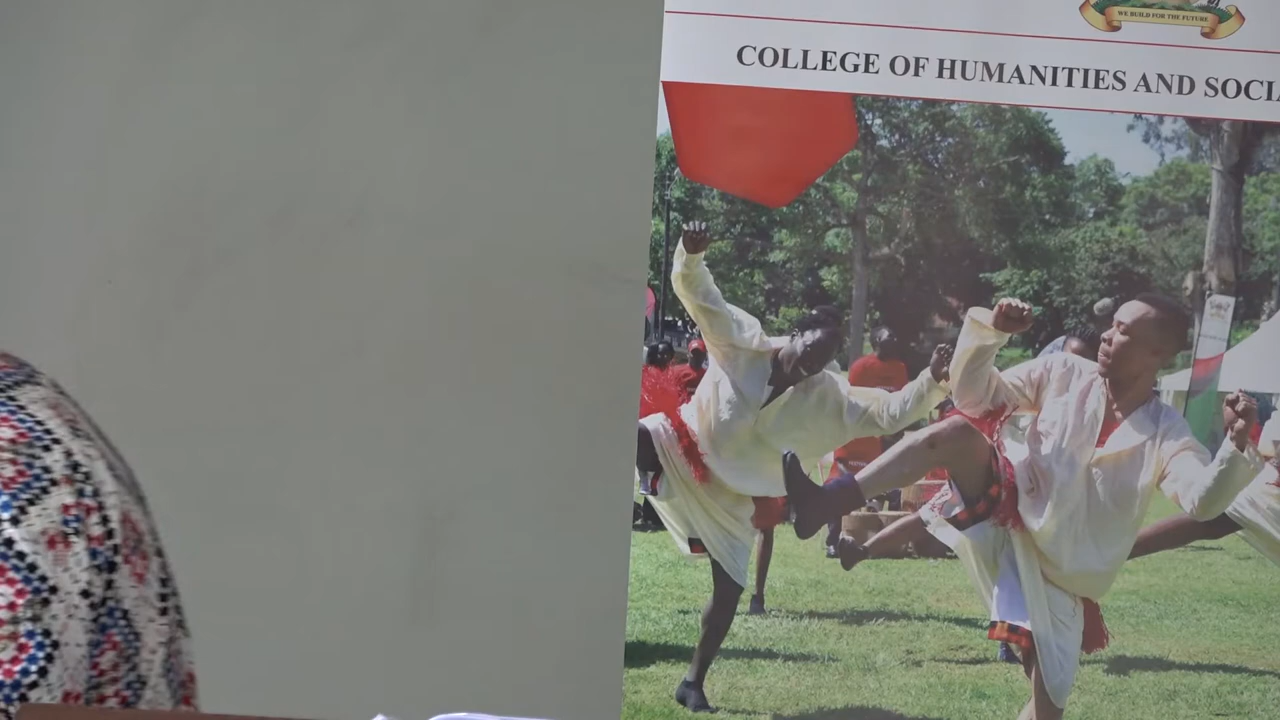 WE BUILD FOR THE FUTURE
COLLEGE OF HUMANITIES AND SOCI